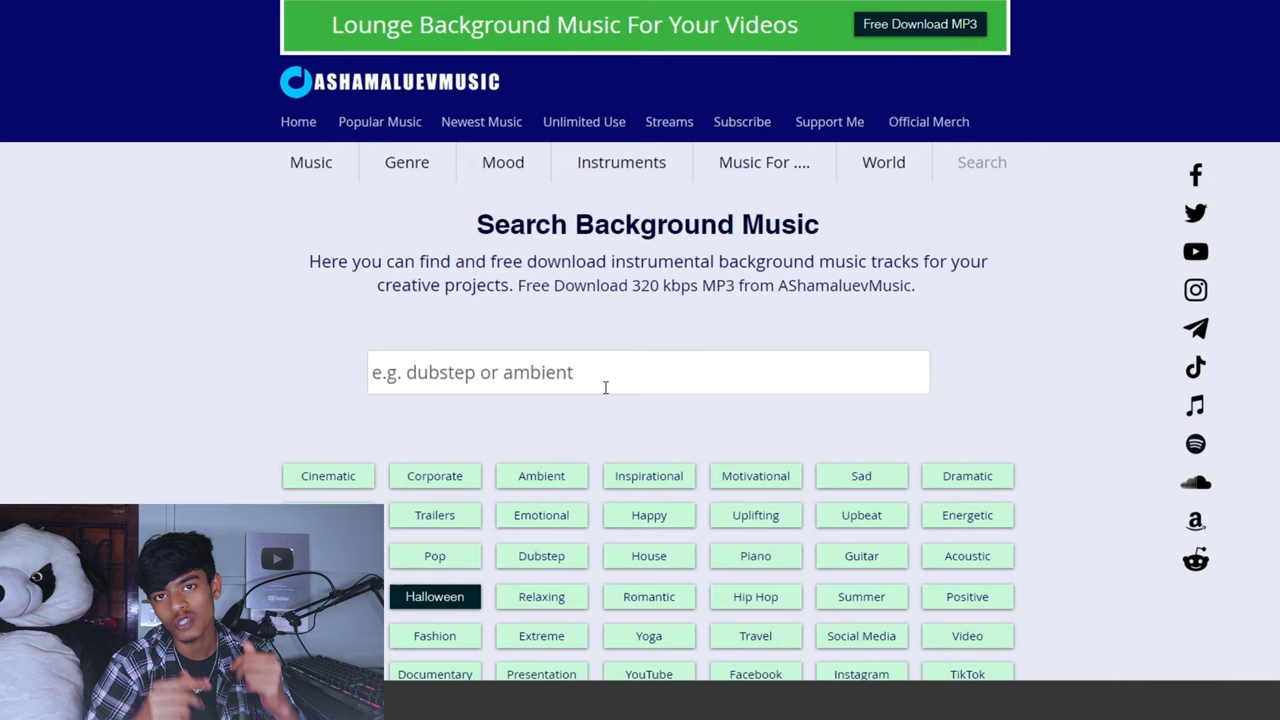 Lounge Background Music For Your Videos
Free Download MP3
ASHAMALUEVMUSIC
Home Popular Music Newest Music Unlimited Use Streams Subscribe Support Me Official Merch
Music Genre Mood Instruments Music For .... World Search
Search Background Music
Here you can find and free download instrumental background music tracks for your
creative projects. Free Download 320 kbps MP3 from AShamaluevMusic.
e.g. dubstep or ambient
Cinematic Corporate Ambient Inspirational Motivational Sad Dramatic
Trailers Emotional Happy Uplifting Upbeat Energetic
Pop Dubstep House Piano Guitar Acoustic
Halloween Relaxing Romantic Hip Hop Summer Positive
Fashion Extreme Yoga Travel Social Media Video
Documentary Presentation YouTube Facebook Instagram TikTok